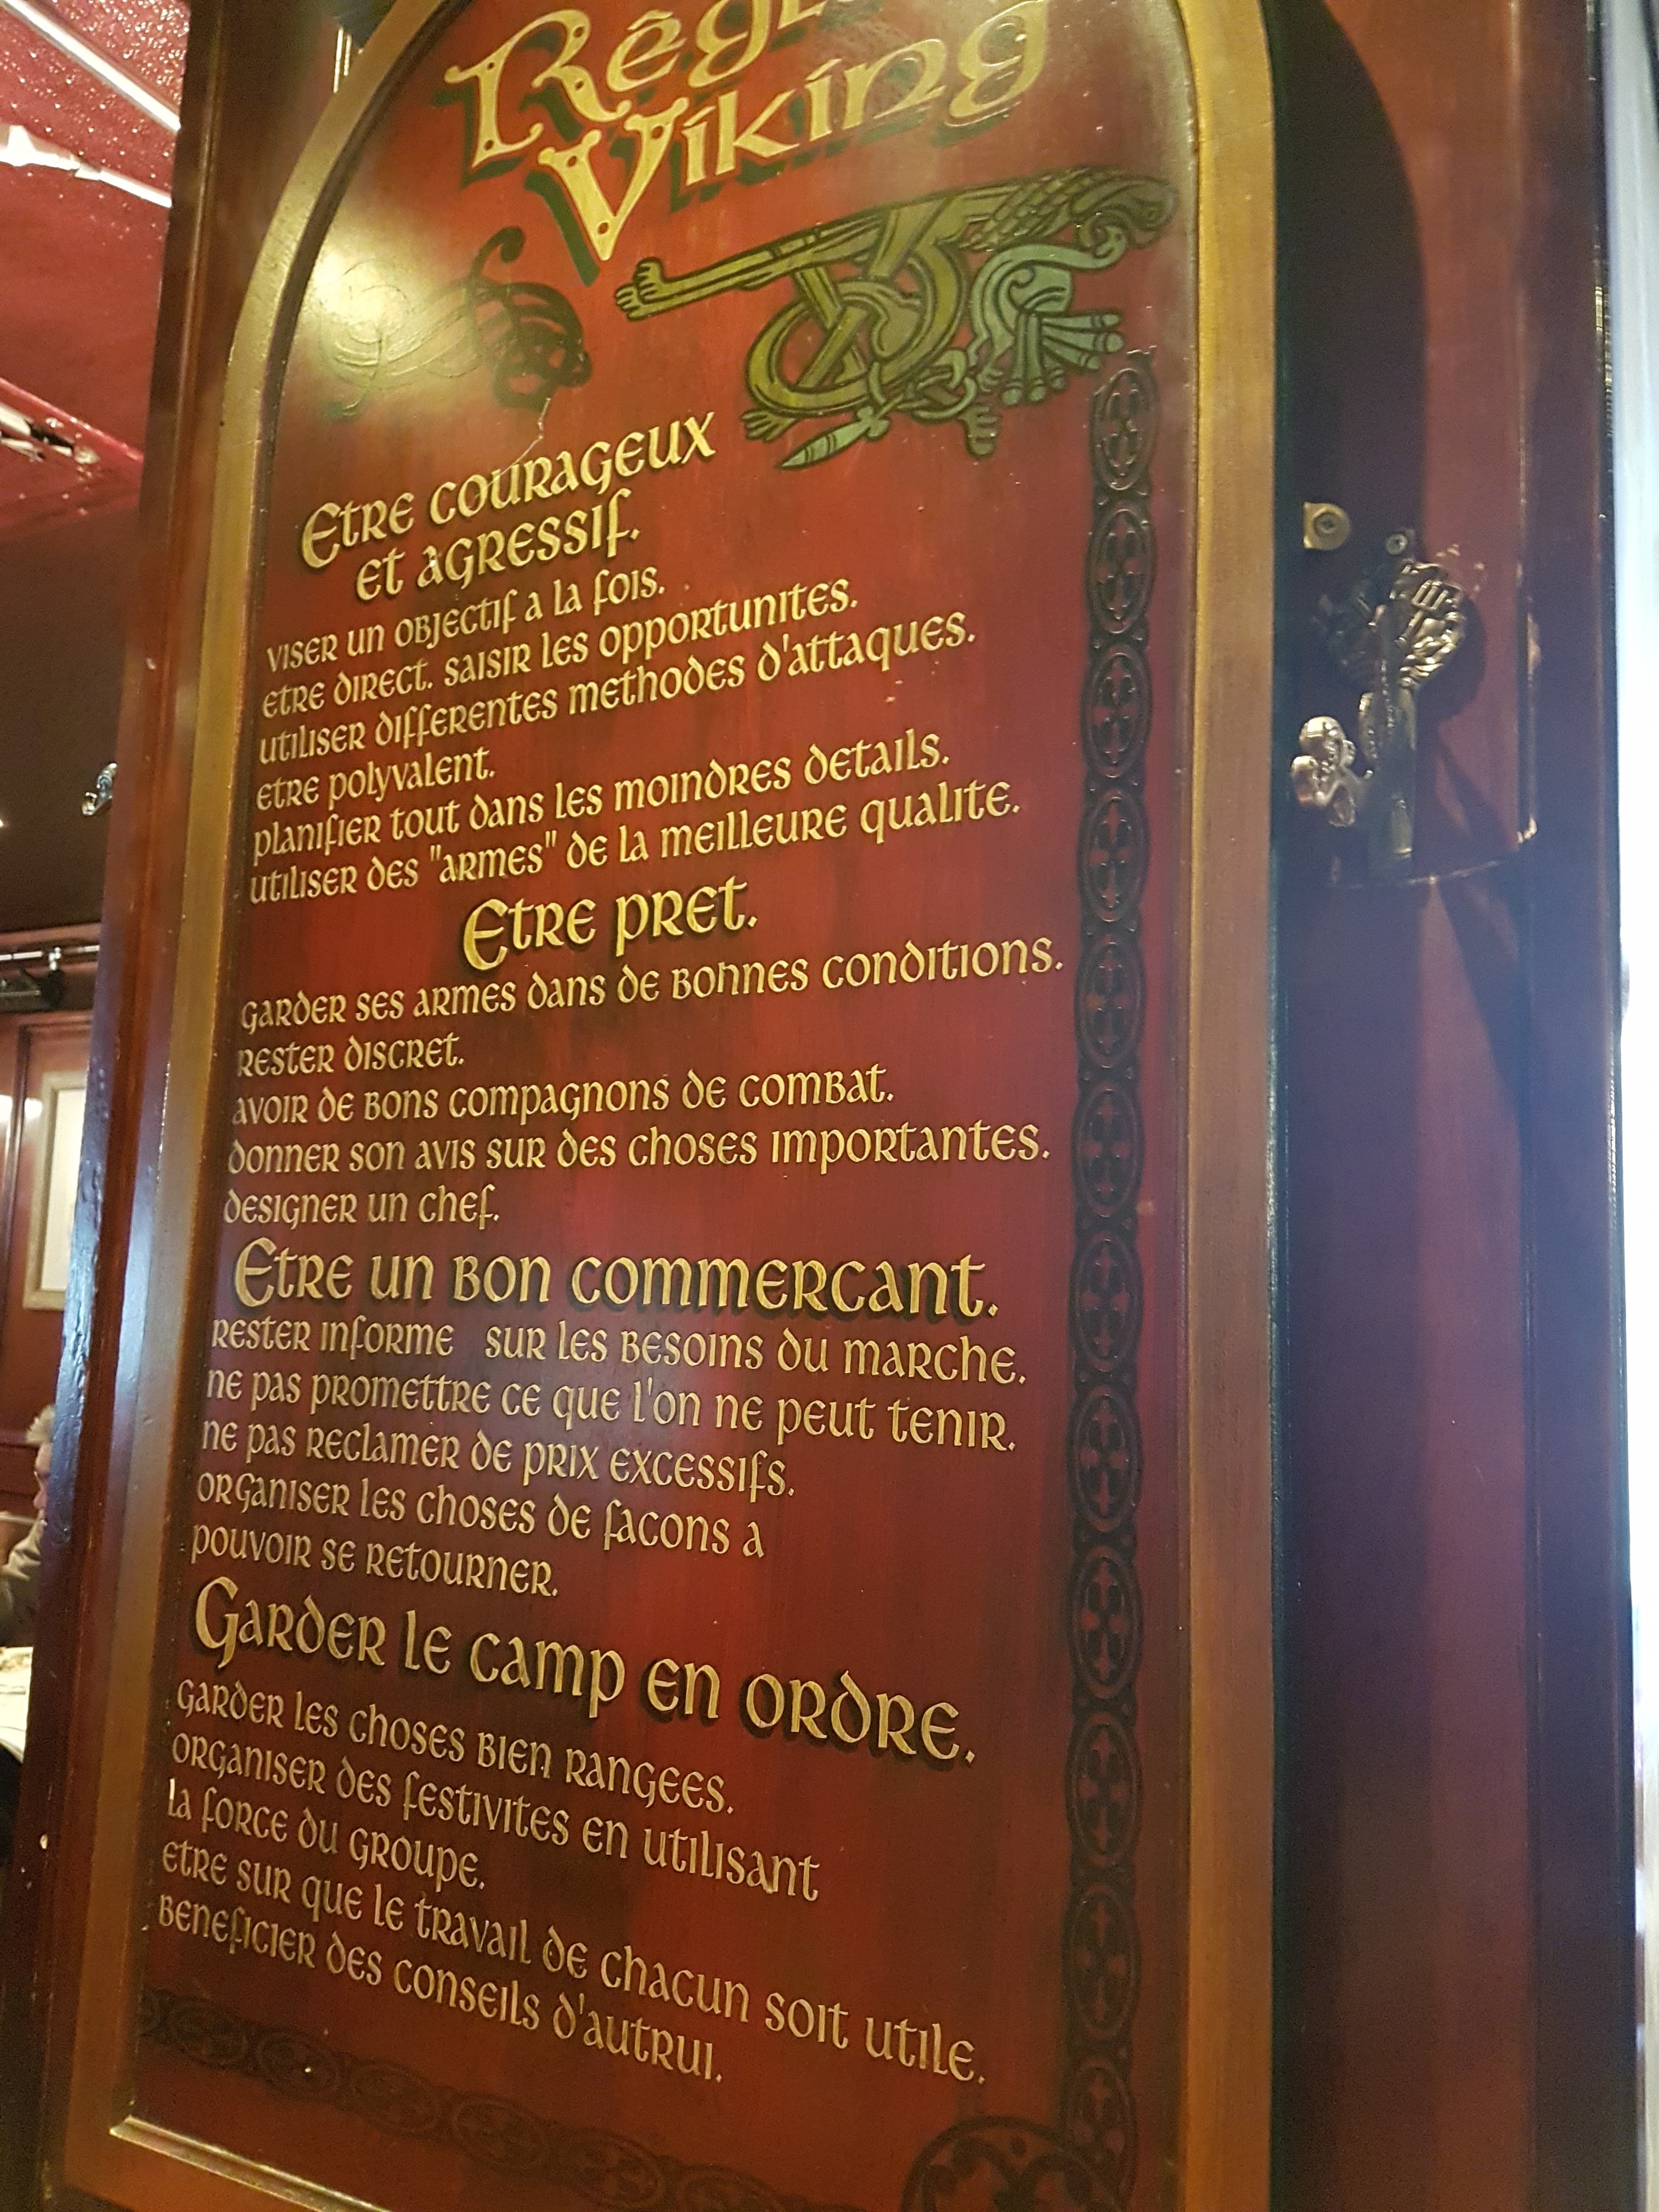 Viking
Etre courageux
et agressif.
viser un objectif a la fois.
etre direct. saisir les opportunites.
utiliser differentes methodes d'attaques.
etre polyvalent.
planifier tout dans les moindres details.
utiliser des "armes" de la meilleure qualite.
Etre pret.
garder ses armes dans de bonnes conditions.
rester discret.
avoir de bons compagnons de combat.
donner son avis sur des choses importantes.
designer un chef.
Etre un bon commercant.
rester informe sur les besoins du marche.
ne pas promettre ce que l'on ne peut tenir.
ne pas reclamer de prix excessifs.
organiser les choses de facons a
pouvoir se retourner.
Garder le camp en ordre.
garder les choses bien rangees.
organiser des festivites en utilisant
la force du groupe.
etre sur que le travail de chacun soit utile.
beneficier des conseils d'autrui.